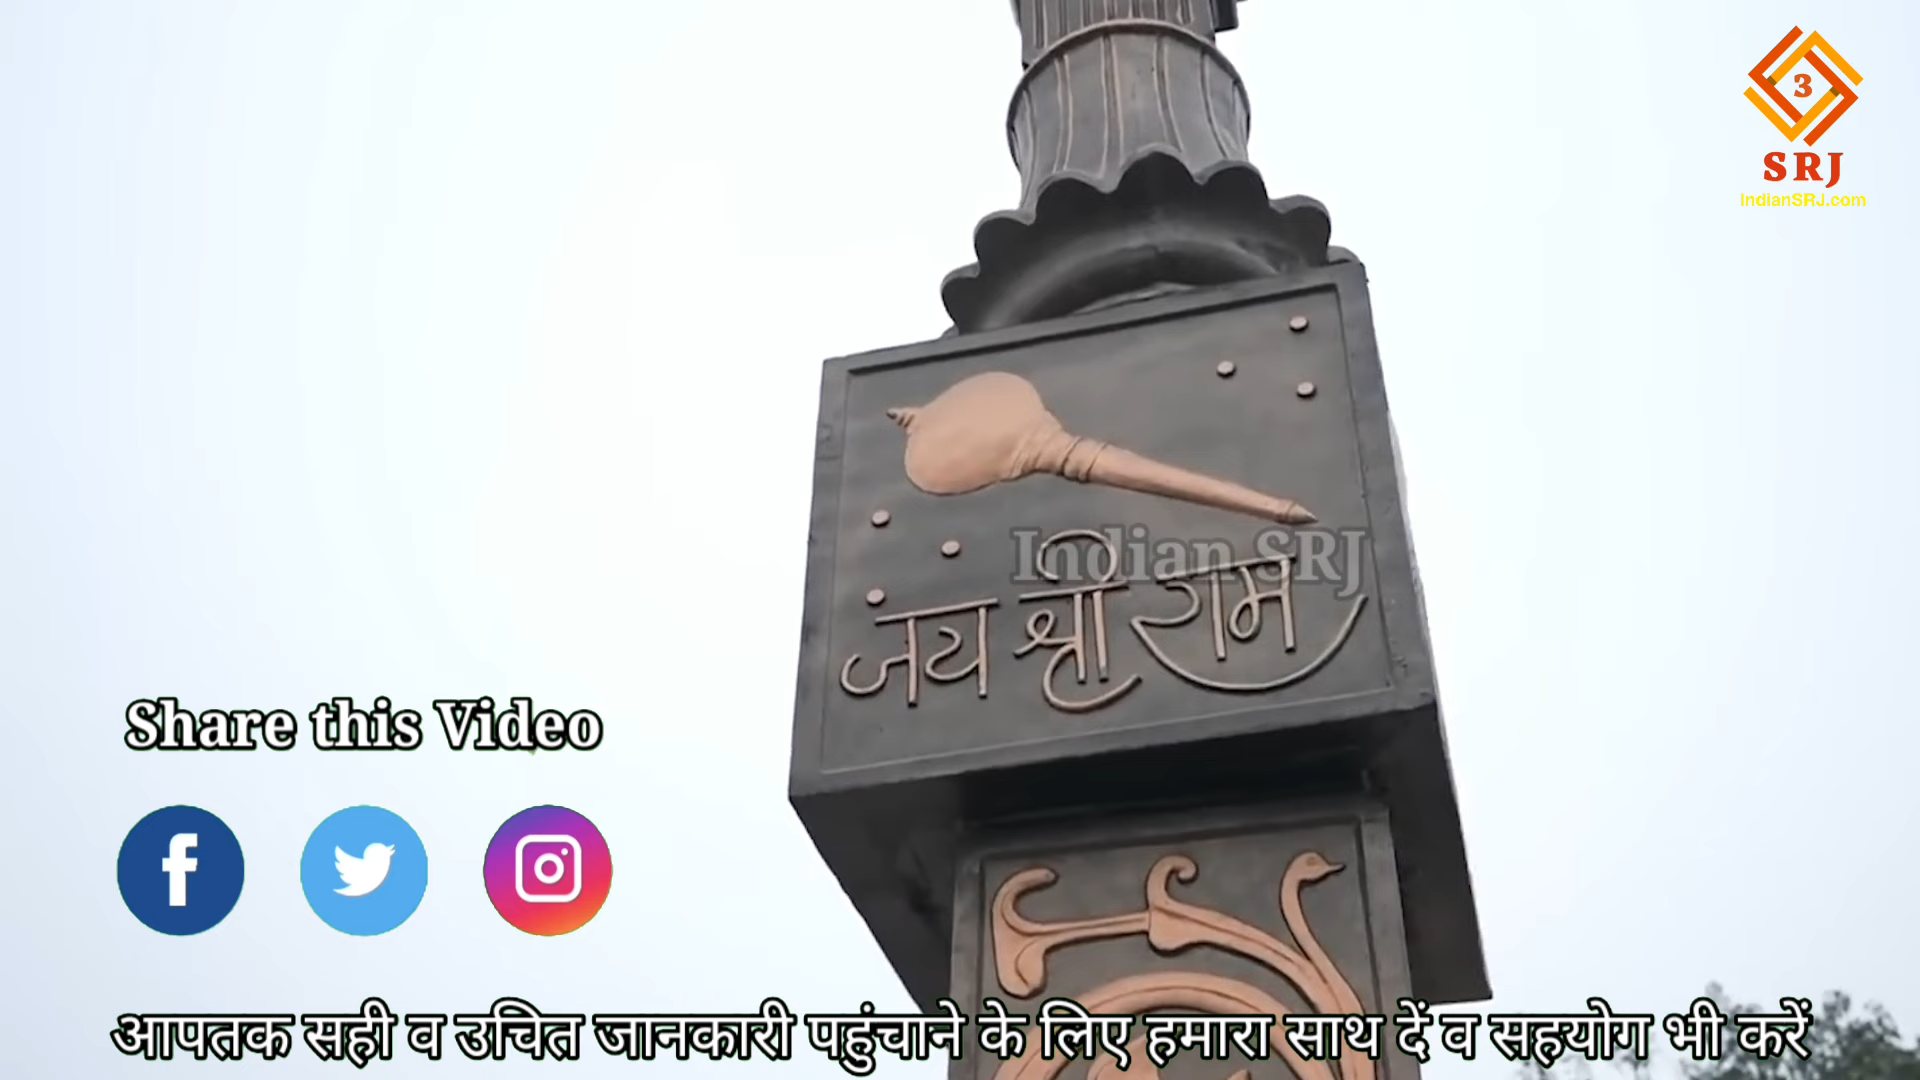 3
SRJ
IndianSRJ.com
Indian SRJ
जय श्री राम
Share this Video
आपतक सही व उचित जानकारी पहुंचाने के लिए हमारा साथ दें व सहयोग भी करें